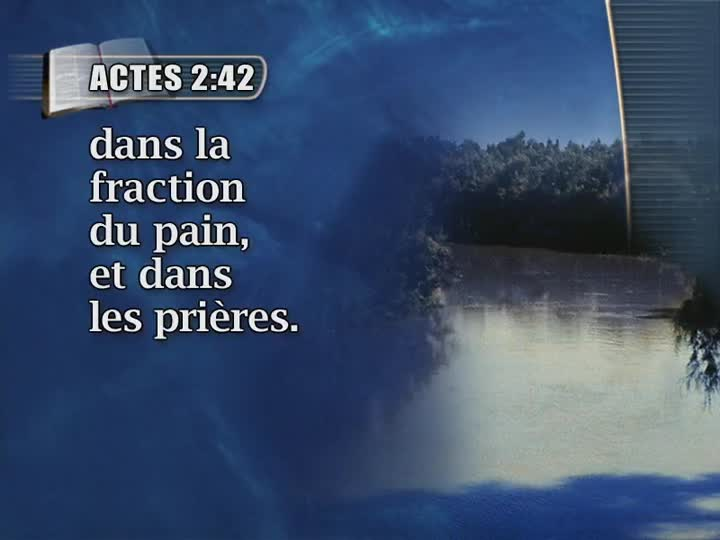 ACTES 2:42
dans la
fraction
du pain,
et dans
les prières.